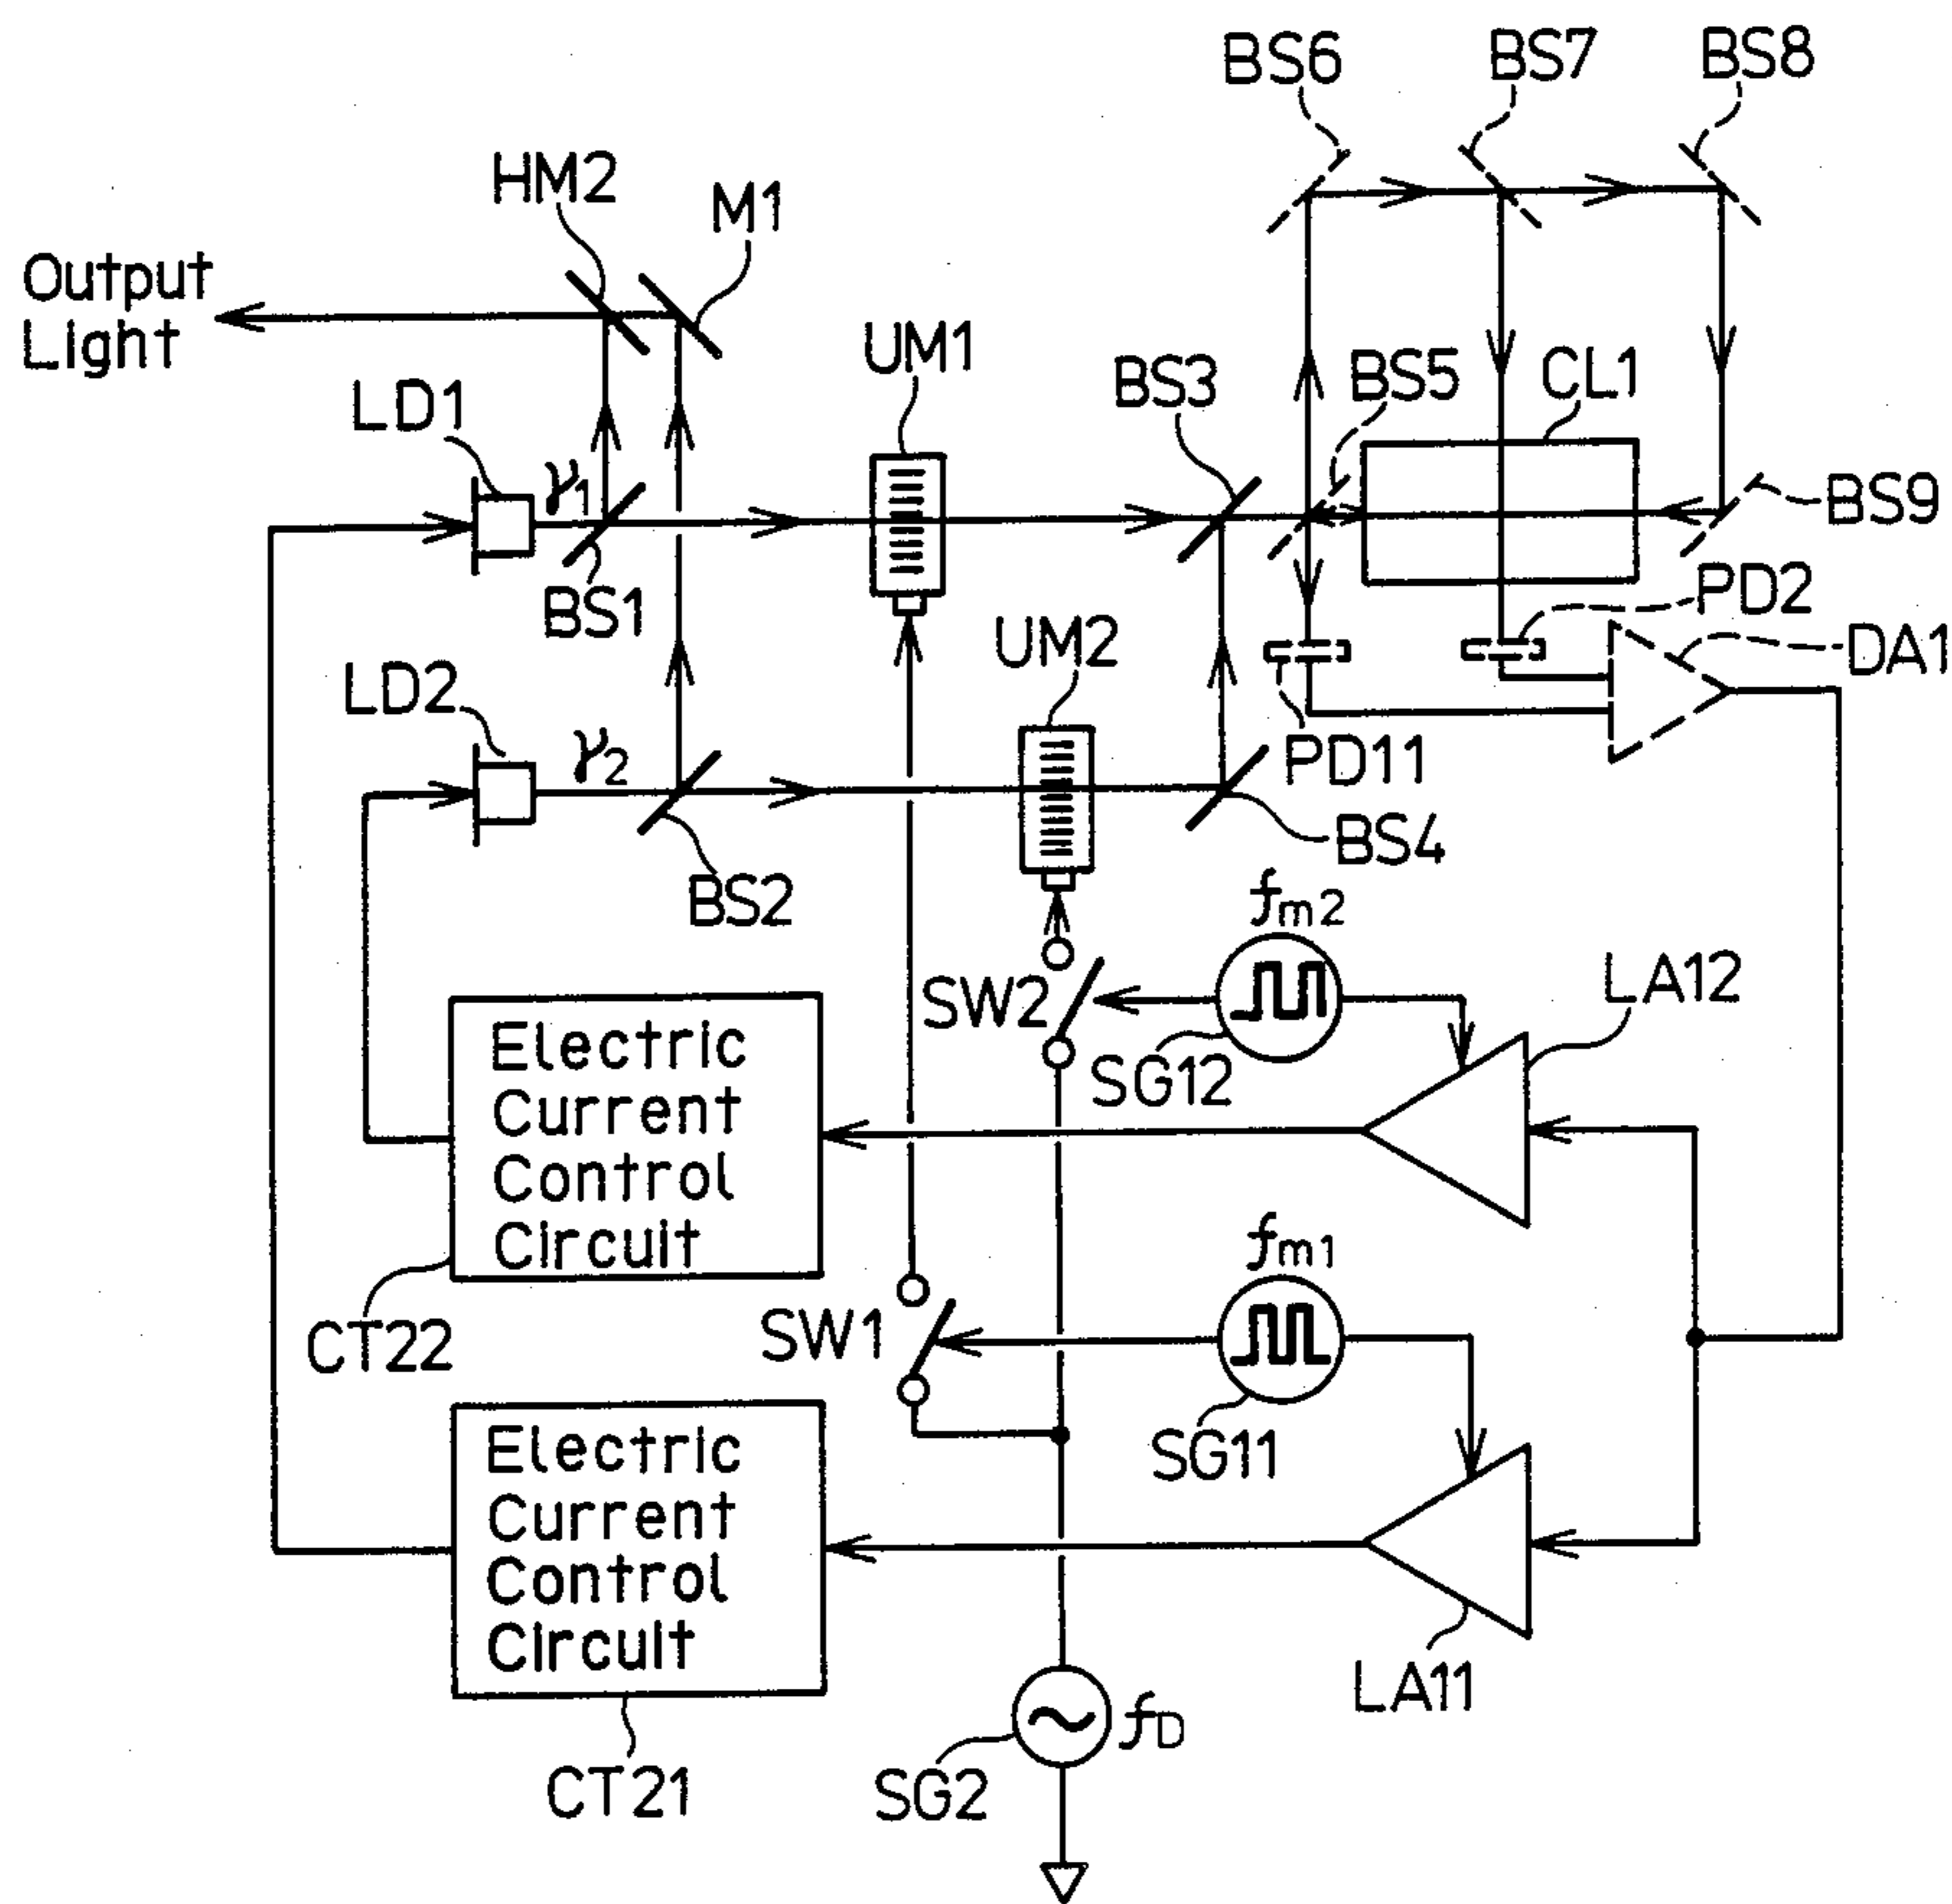 BS6
BS7
BS8
HM2
M1
Output
Light
UM1
BS3
BS5
CL1
LD1
γ1
BS9
BS1
PD2
UM2
DA1
LD2
γ2
PD11
BS4
BS2
fm2
SW2
LA12
SG12
Electric
Current
Control
Circuit
fm1
CT22
SW1
SG11
Electric
Current
Control
Circuit
LA11
fD
CT21
SG2